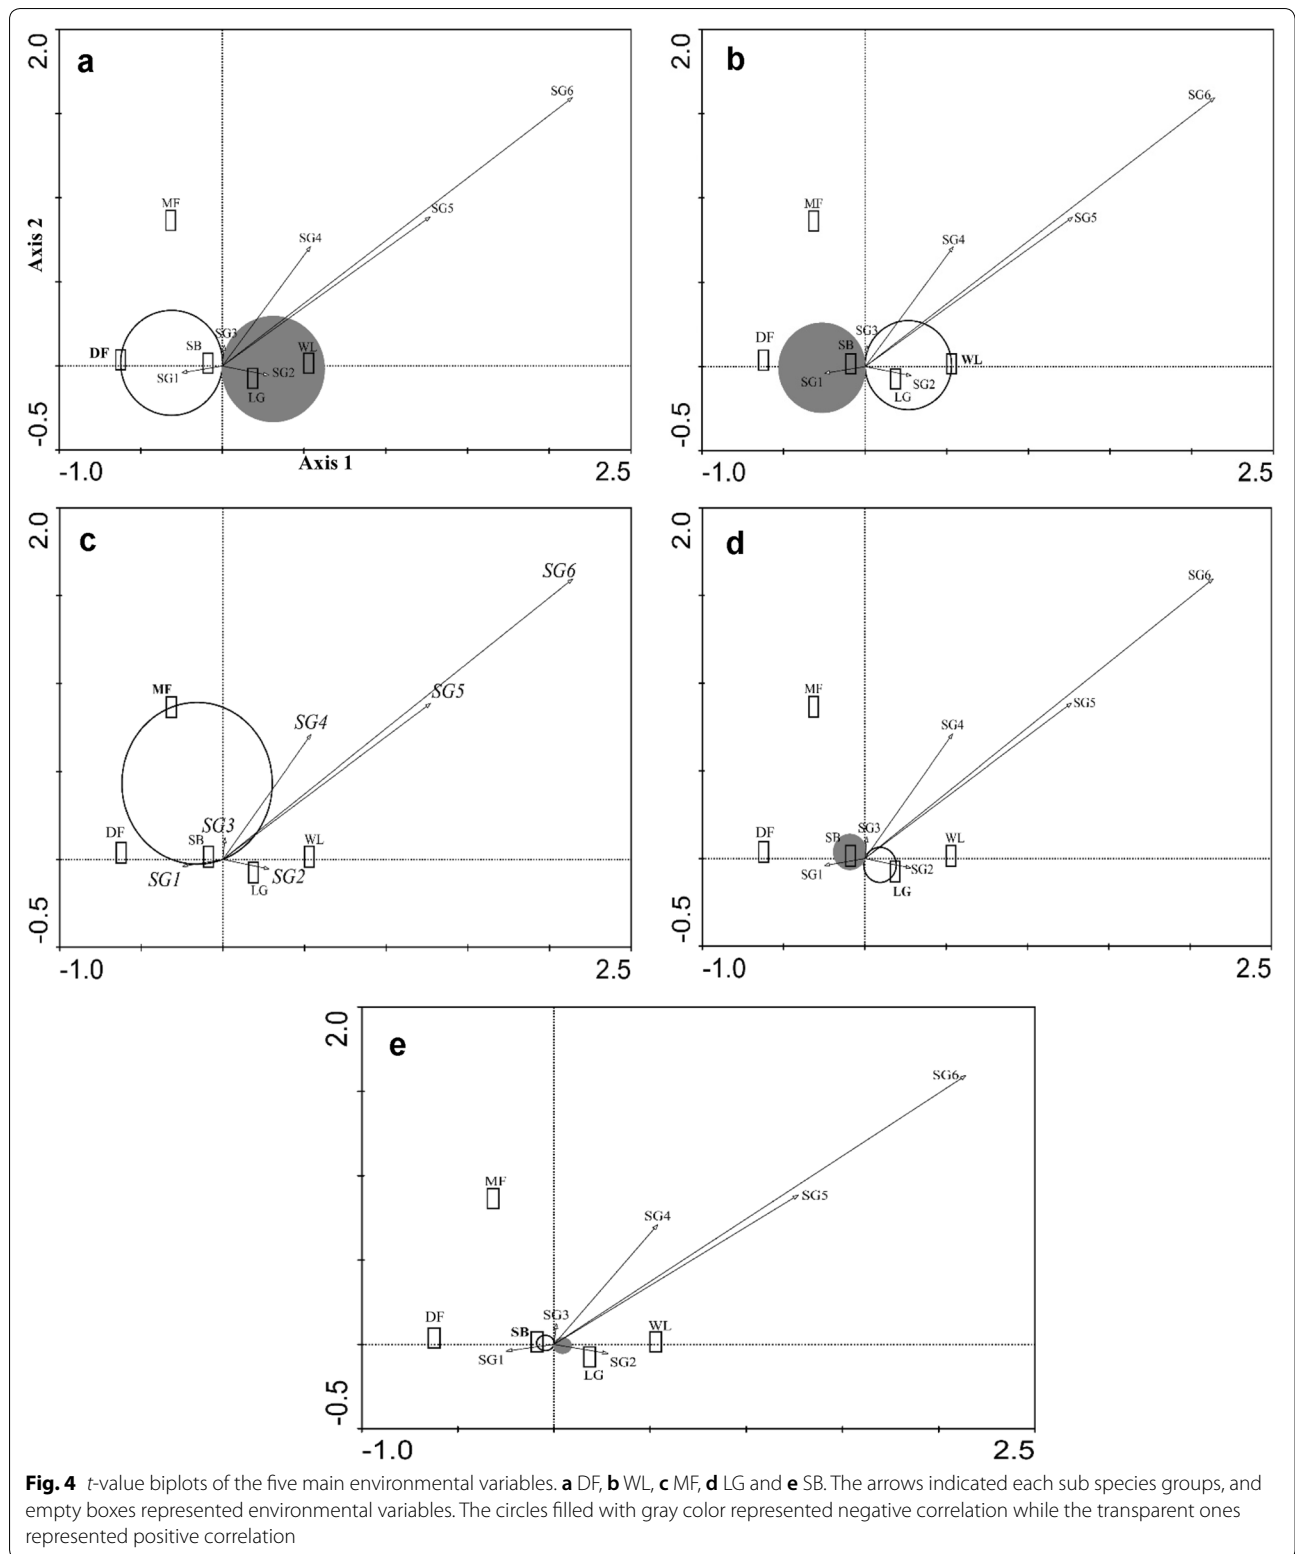 2.0
a
SG6
MF
SG5
SG4
Axis 2
SG3
DF
SB
WL
SG1
SG2
LG
-0.5
-1.0
Axis 1
2.5
2.0
b
SG6
MF
SG5
SG4
SG3
DF
SB
WL
SG1
SG2
LG
-0.5
-1.0
2.5
2.0
c
SG6
MF
SG5
SG4
SG3
DF
SB
WL
SG1
SG2
LG
-0.5
-1.0
2.5
2.0
d
SG6
MF
SG5
SG4
SG3
DF
SB
WL
SG1
SG2
LG
-0.5
-1.0
2.5
2.0
e
SG6
MF
SG5
SG4
SG3
DF
SB
WL
SG1
SG2
LG
-0.5
-1.0
2.5
Fig. 4 t-value biplots of the five main environmental variables. a DF, b WL, c MF, d LG and e SB. The arrows indicated each sub species groups, and
empty boxes represented environmental variables. The circles filled with gray color represented negative correlation while the transparent ones
represented positive correlation